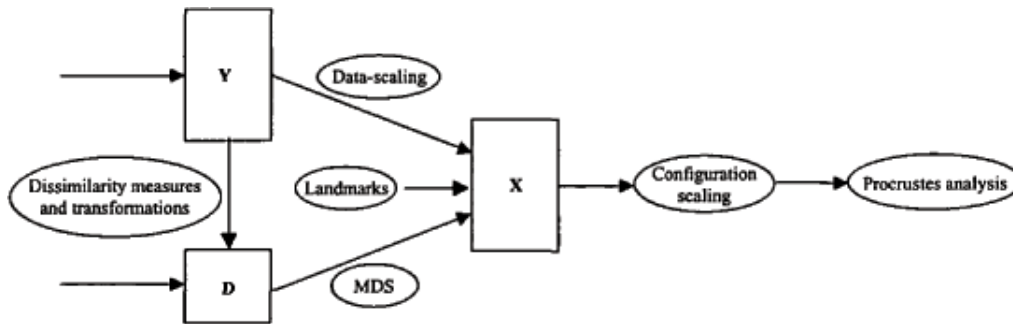 Y
Data-scaling
Dissimilarity measures
and transformations
Landmarks
X
Configuration
scaling
Procrustes analysis
D
MDS